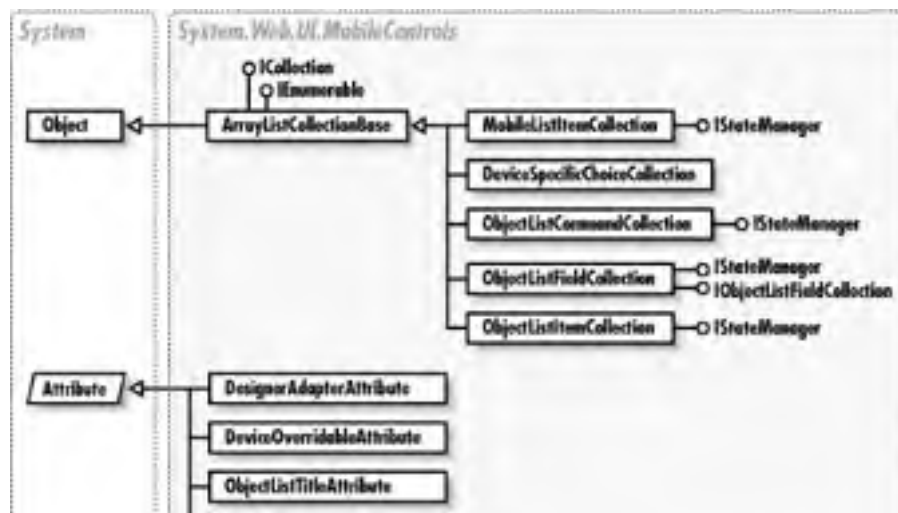 System
System.Web.UI.MobileControls
ICollection
IEnumerable
Object
ArrayListCollectionBase
MobileListItemCollection
IStateManager
DeviceSpecificChoiceCollection
ObjectListCommandCollection
IStateManager
ObjectListFieldCollection
IStateManager
IObjectListFieldCollection
ObjectListItemCollection
IStateManager
Attribute
DesignerAdapterAttribute
DeviceOverridableAttribute
ObjectListTitleAttribute